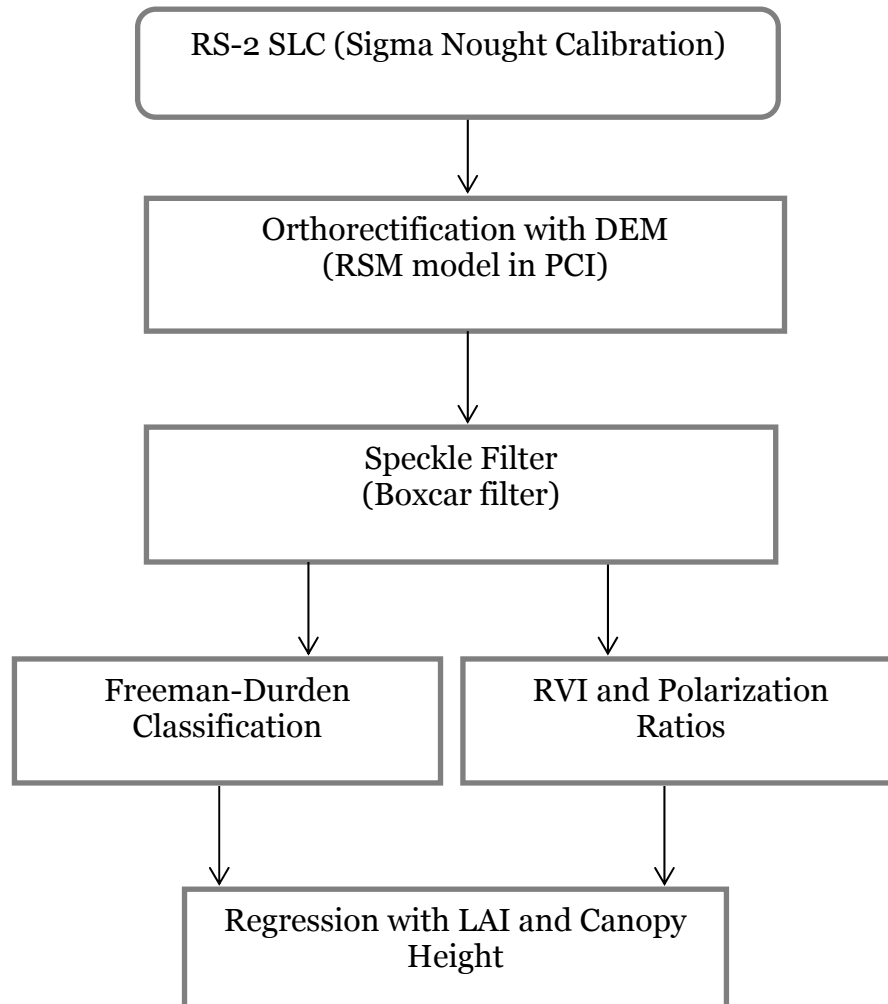 RS-2 SLC (Sigma Nought Calibration)
Orthorectification with DEM
(RSM model in PCI)
Speckle Filter
(Boxcar filter)
Freeman-Durden
Classification
RVI and Polarization
Ratios
Regression with LAI and Canopy
Height